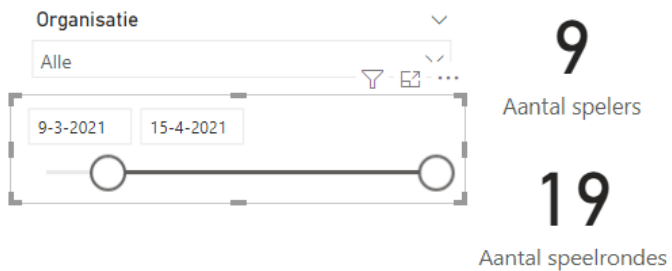 Organisatie
Alle
9-3-2021 15-4-2021
9
Aantal spelers
19
Aantal speelrondes